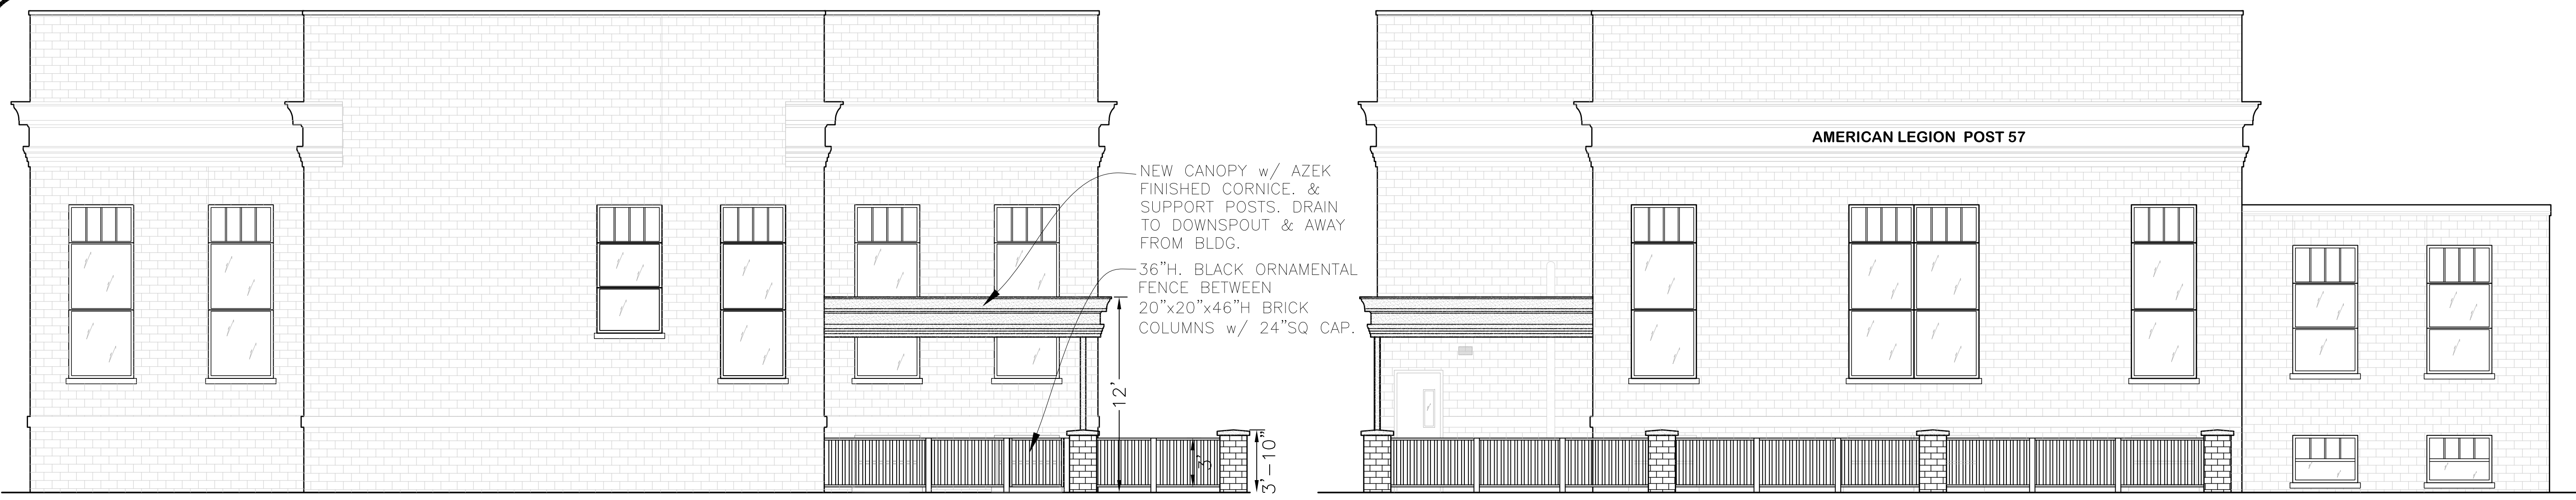 NEW CANOPY w/ AZEK
FINISHED CORNICE. &
SUPPORT POSTS. DRAIN
TO DOWNSPOUT & AWAY
FROM BLDG.
36"H. BLACK ORNAMENTAL
FENCE BETWEEN
20"x20"x46"H BRICK
COLUMNS w/ 24"SQ CAP.
12'
3'
3'-10"
AMERICAN LEGION POST 57